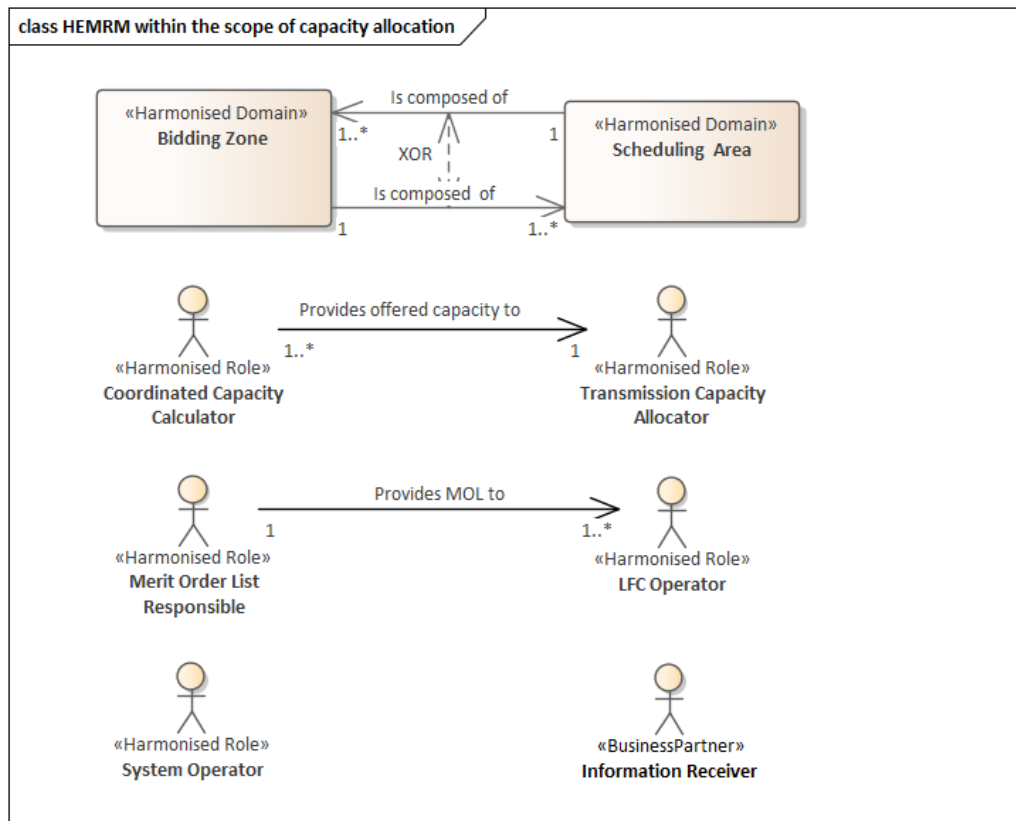 class HEMRM within the scope of capacity allocation
«Harmonised Domain»
Bidding Zone
Is composed of
1..*
1
XOR
Is composed of
1
1..*
«Harmonised Domain»
Scheduling Area
Provides offered capacity to
1..*
1
«Harmonised Role»
Coordinated Capacity
Calculator
«Harmonised Role»
Transmission Capacity
Allocator
Provides MOL to
1
1..*
«Harmonised Role»
Merit Order List
Responsible
«Harmonised Role»
LFC Operator
«Harmonised Role»
System Operator
«BusinessPartner»
Information Receiver